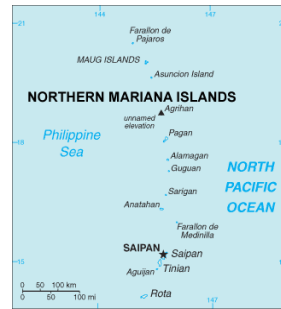 144
147
21
Farallon de
Pajaros
MAUG ISLANDS
Asuncion Island
NORTHERN MARIANA ISLANDS
Agrihan
unnamed
elevation
Philippine
Sea
Pagan
18
Alamagan
Guguan
NORTH
PACIFIC
OCEAN
Sarigan
Anatahan
Farallon de
Medinilla
SAIPAN
Saipan
15
Tinian
Aguijan
0 50 100 km
0 50 100 mi
Rota
147